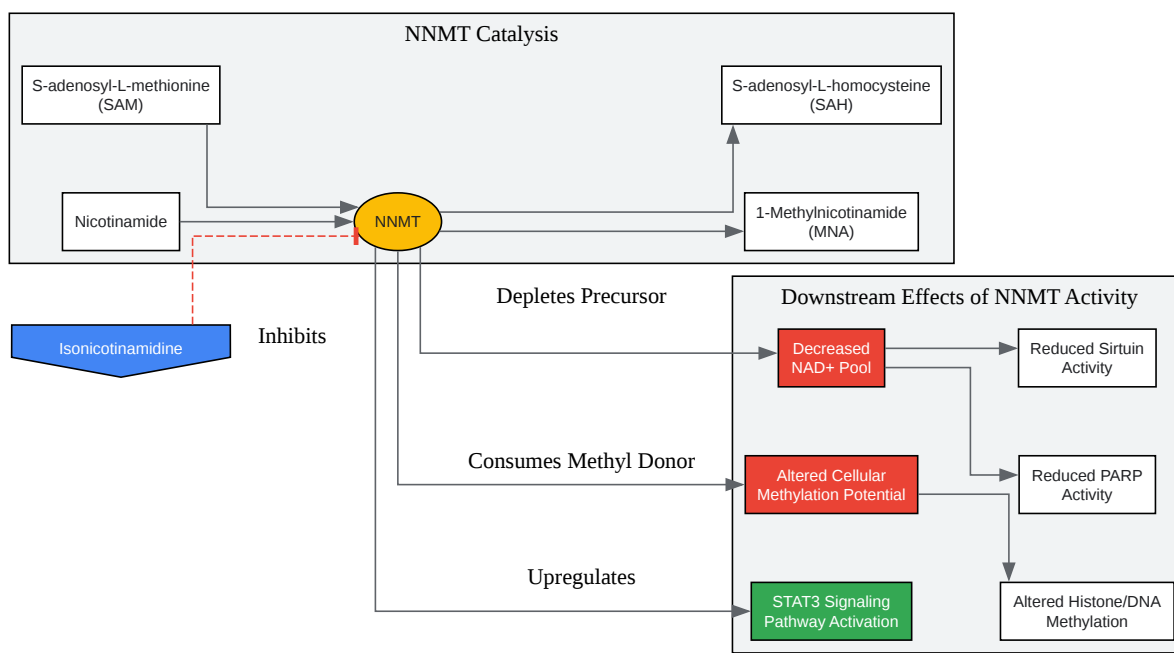 NNMT Catalysis
S-adenosyl-L-methionine
(SAM)
S-adenosyl-L-homocysteine
(SAH)
Nicotinamide
NNMT
1-Methylnicotinamide
(MNA)
Isonicotinamidine
Inhibits
Depletes Precursor
Downstream Effects of NNMT Activity
Decreased
NAD+ Pool
Reduced Sirtuin
Activity
Consumes Methyl Donor
Altered Cellular
Methylation Potential
Reduced PARP
Activity
Upregulates
STAT3 Signaling
Pathway Activation
Altered Histone/DNA
Methylation